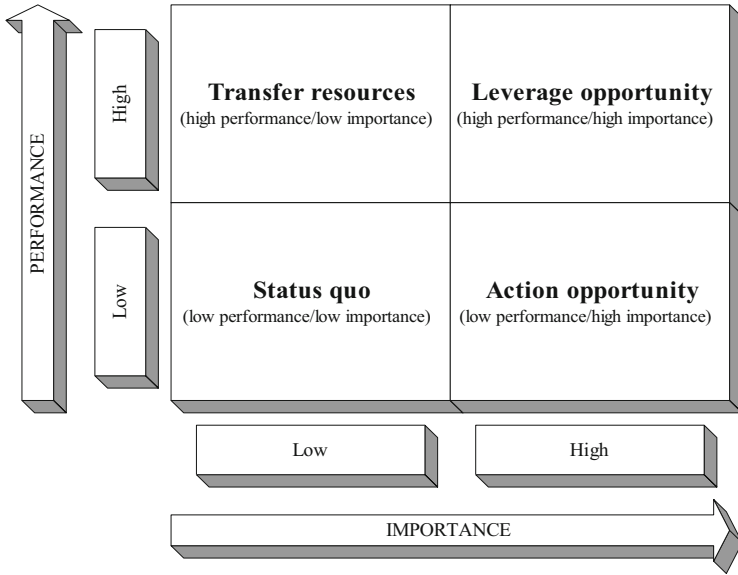 PERFORMANCE
High
Low
Transfer resources
(high performance/low importance)
Leverage opportunity
(high performance/high importance)
Status quo
(low performance/low importance)
Action opportunity
(low performance/high importance)
Low
High
IMPORTANCE